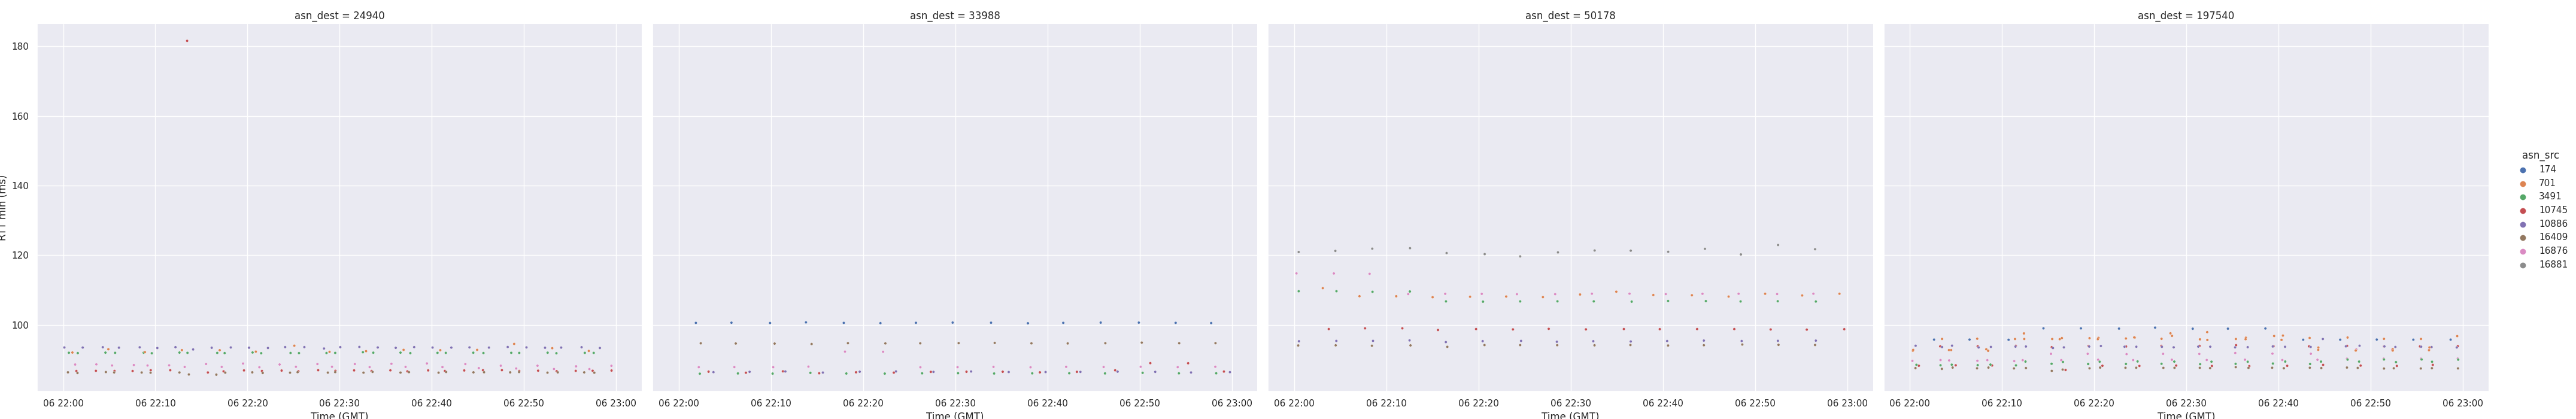 asn_dest = 24940
asn_dest = 33988
asn_dest = 50178
asn_dest = 197540
180
160
140
120
100
RTT min (ms)
asn_src
174
701
3491
10745
10886
16409
16876
16881
06 22:00 06 22:10 06 22:20 06 22:30 06 22:40 06 22:50 06 23:00
06 22:00 06 22:10 06 22:20 06 22:30 06 22:40 06 22:50 06 23:00
06 22:00 06 22:10 06 22:20 06 22:30 06 22:40 06 22:50 06 23:00
06 22:00 06 22:10 06 22:20 06 22:30 06 22:40 06 22:50 06 23:00
Time (GMT)
Time (GMT)
Time (GMT)
Time (GMT)